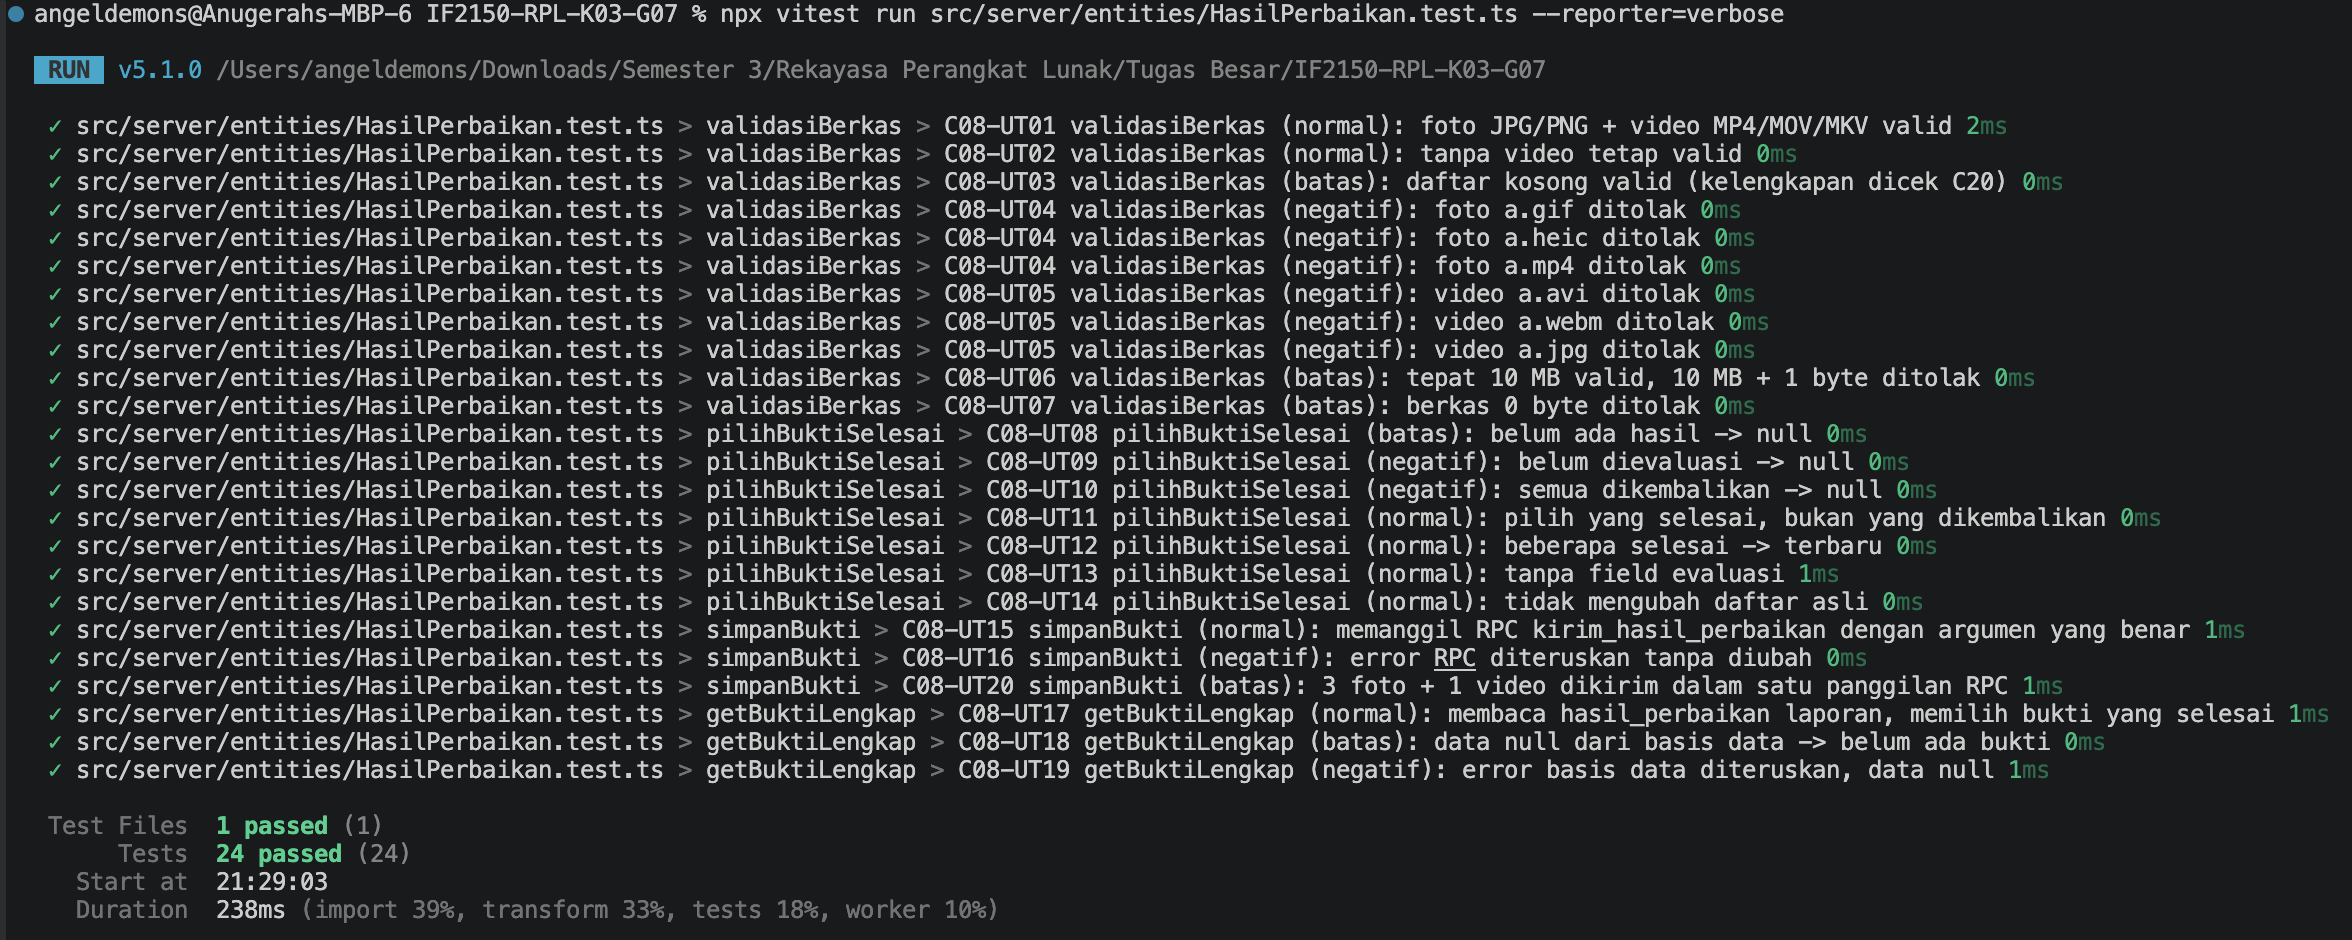 angeldemons@Anugerahs-MBP-6 IF2150-RPL-K03-G07 % npx vitest run src/server/entities/HasilPerbaikan.test.ts --reporter=verbose
RUN v5.1.0 /Users/angeldemons/Downloads/Semester 3/Rekayasa Perangkat Lunak/Tugas Besar/IF2150-RPL-K03-G07
✓ src/server/entities/HasilPerbaikan.test.ts > validasiBerkas > C08-UT01 validasiBerkas (normal): foto JPG/PNG + video MP4/MOV/MKV valid 2ms
✓ src/server/entities/HasilPerbaikan.test.ts > validasiBerkas > C08-UT02 validasiBerkas (normal): tanpa video tetap valid 0ms
✓ src/server/entities/HasilPerbaikan.test.ts > validasiBerkas > C08-UT03 validasiBerkas (batas): daftar kosong valid (kelengkapan dicek C20) 0ms
✓ src/server/entities/HasilPerbaikan.test.ts > validasiBerkas > C08-UT04 validasiBerkas (negatif): foto a.gif ditolak 0ms
✓ src/server/entities/HasilPerbaikan.test.ts > validasiBerkas > C08-UT04 validasiBerkas (negatif): foto a.heic ditolak 0ms
✓ src/server/entities/HasilPerbaikan.test.ts > validasiBerkas > C08-UT04 validasiBerkas (negatif): foto a.mp4 ditolak 0ms
✓ src/server/entities/HasilPerbaikan.test.ts > validasiBerkas > C08-UT05 validasiBerkas (negatif): video a.avi ditolak 0ms
✓ src/server/entities/HasilPerbaikan.test.ts > validasiBerkas > C08-UT05 validasiBerkas (negatif): video a.webm ditolak 0ms
✓ src/server/entities/HasilPerbaikan.test.ts > validasiBerkas > C08-UT05 validasiBerkas (negatif): video a.jpg ditolak 0ms
✓ src/server/entities/HasilPerbaikan.test.ts > validasiBerkas > C08-UT06 validasiBerkas (batas): tepat 10 MB valid, 10 MB + 1 byte ditolak 0ms
✓ src/server/entities/HasilPerbaikan.test.ts > validasiBerkas > C08-UT07 validasiBerkas (batas): berkas 0 byte ditolak 0ms
✓ src/server/entities/HasilPerbaikan.test.ts > pilihBuktiSelesai > C08-UT08 pilihBuktiSelesai (batas): belum ada hasil -> null 0ms
✓ src/server/entities/HasilPerbaikan.test.ts > pilihBuktiSelesai > C08-UT09 pilihBuktiSelesai (negatif): belum dievaluasi -> null 0ms
✓ src/server/entities/HasilPerbaikan.test.ts > pilihBuktiSelesai > C08-UT10 pilihBuktiSelesai (negatif): semua dikembalikan -> null 0ms
✓ src/server/entities/HasilPerbaikan.test.ts > pilihBuktiSelesai > C08-UT11 pilihBuktiSelesai (normal): pilih yang selesai, bukan yang dikembalikan 0ms
✓ src/server/entities/HasilPerbaikan.test.ts > pilihBuktiSelesai > C08-UT12 pilihBuktiSelesai (normal): beberapa selesai -> terbaru 0ms
✓ src/server/entities/HasilPerbaikan.test.ts > pilihBuktiSelesai > C08-UT13 pilihBuktiSelesai (normal): tanpa field evaluasi 1ms
✓ src/server/entities/HasilPerbaikan.test.ts > pilihBuktiSelesai > C08-UT14 pilihBuktiSelesai (normal): tidak mengubah daftar asli 0ms
✓ src/server/entities/HasilPerbaikan.test.ts > simpanBukti > C08-UT15 simpanBukti (normal): memanggil RPC kirim_hasil_perbaikan dengan argumen yang benar 1ms
✓ src/server/entities/HasilPerbaikan.test.ts > simpanBukti > C08-UT16 simpanBukti (negatif): error RPC diteruskan tanpa diubah 0ms
✓ src/server/entities/HasilPerbaikan.test.ts > simpanBukti > C08-UT20 simpanBukti (batas): 3 foto + 1 video dikirim dalam satu panggilan RPC 1ms
✓ src/server/entities/HasilPerbaikan.test.ts > getBuktiLengkap > C08-UT17 getBuktiLengkap (normal): membaca hasil_perbaikan laporan, memilih bukti yang selesai 1ms
✓ src/server/entities/HasilPerbaikan.test.ts > getBuktiLengkap > C08-UT18 getBuktiLengkap (batas): data null dari basis data -> belum ada bukti 0ms
✓ src/server/entities/HasilPerbaikan.test.ts > getBuktiLengkap > C08-UT19 getBuktiLengkap (negatif): error basis data diteruskan, data null 1ms
Test Files 1 passed (1)
Tests 24 passed (24)
Start at 21:29:03
Duration 238ms (import 39%, transform 33%, tests 18%, worker 10%)